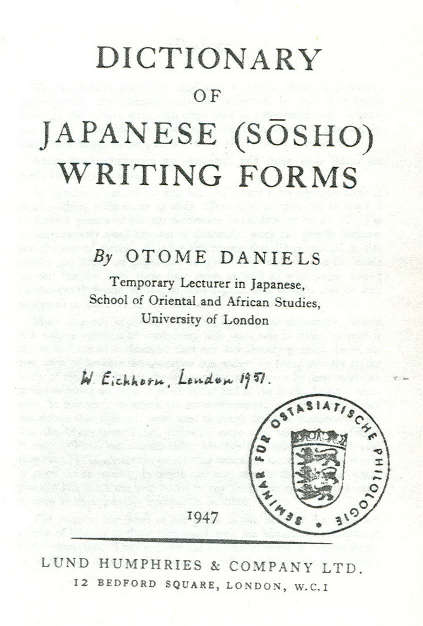 DICTIONARY
OF
JAPANESE (SŌSHO)
WRITING FORMS
By OTOME DANIELS
Temporary Lecturer in Japanese,
School of Oriental and African Studies,
University of London
W. Eichhorn, London 1951.
SEMINAR FÜR OSTASIATISCHE PHILOLOGIE
1947
LUND HUMPHRIES & COMPANY LTD.
12 BEDFORD SQUARE, LONDON, W.C.1